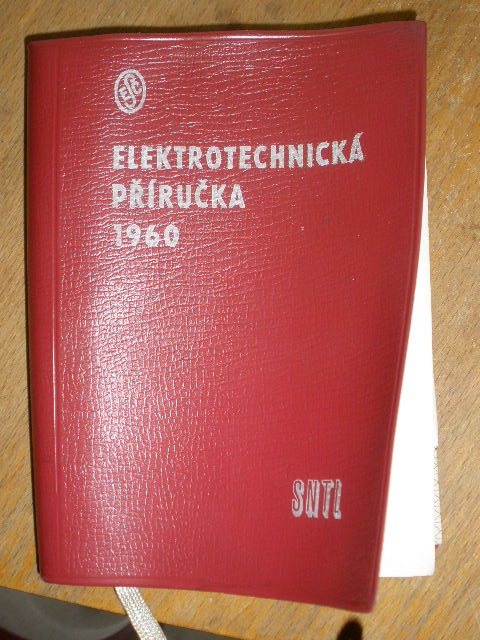 ELEKTROTECHNICKÁ
PŘÍRUČKA
1960
SNTL